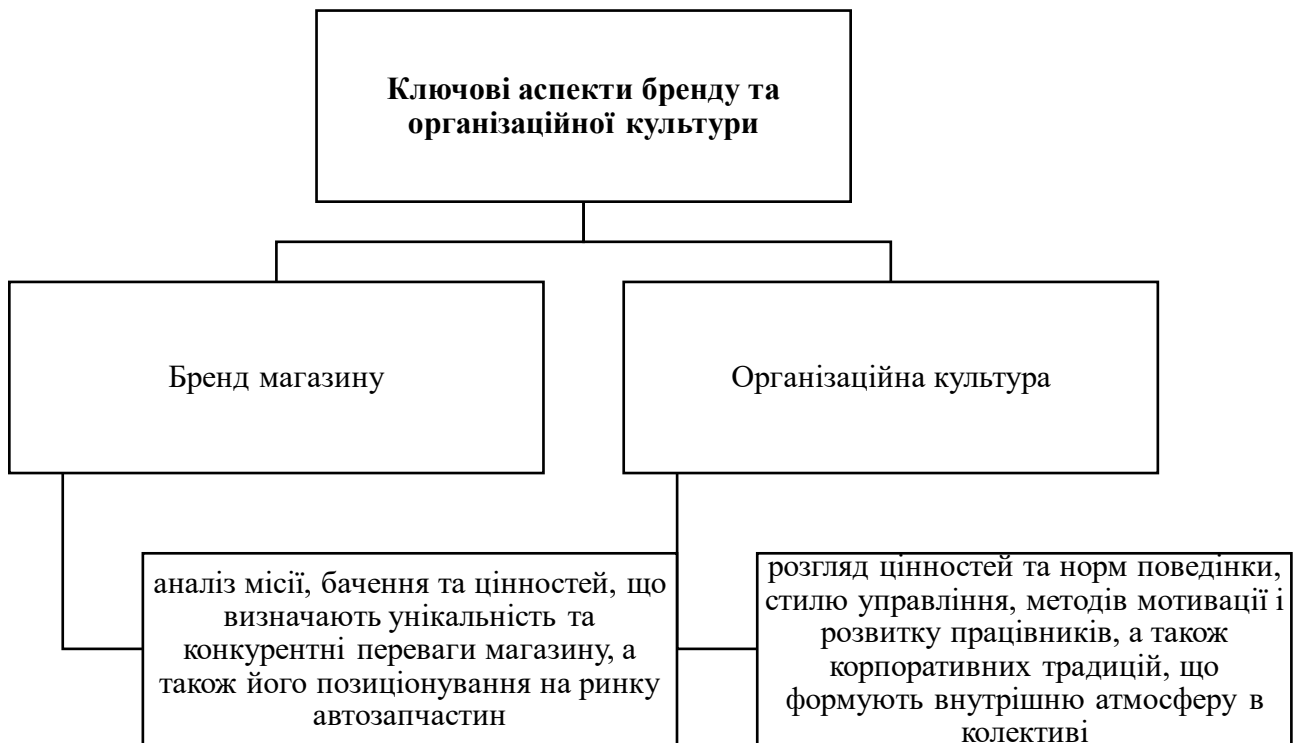 Ключові аспекти бренду та
організаційної культури
Бренд магазину
Організаційна культура
аналіз місії, бачення та цінностей, що
визначають унікальність та
конкурентні переваги магазину, а
також його позиціонування на ринку
автозапчастин
розгляд цінностей та норм поведінки,
стилю управління, методів мотивації і
розвитку працівників, а також
корпоративних традицій, що
формують внутрішню атмосферу в
колективі